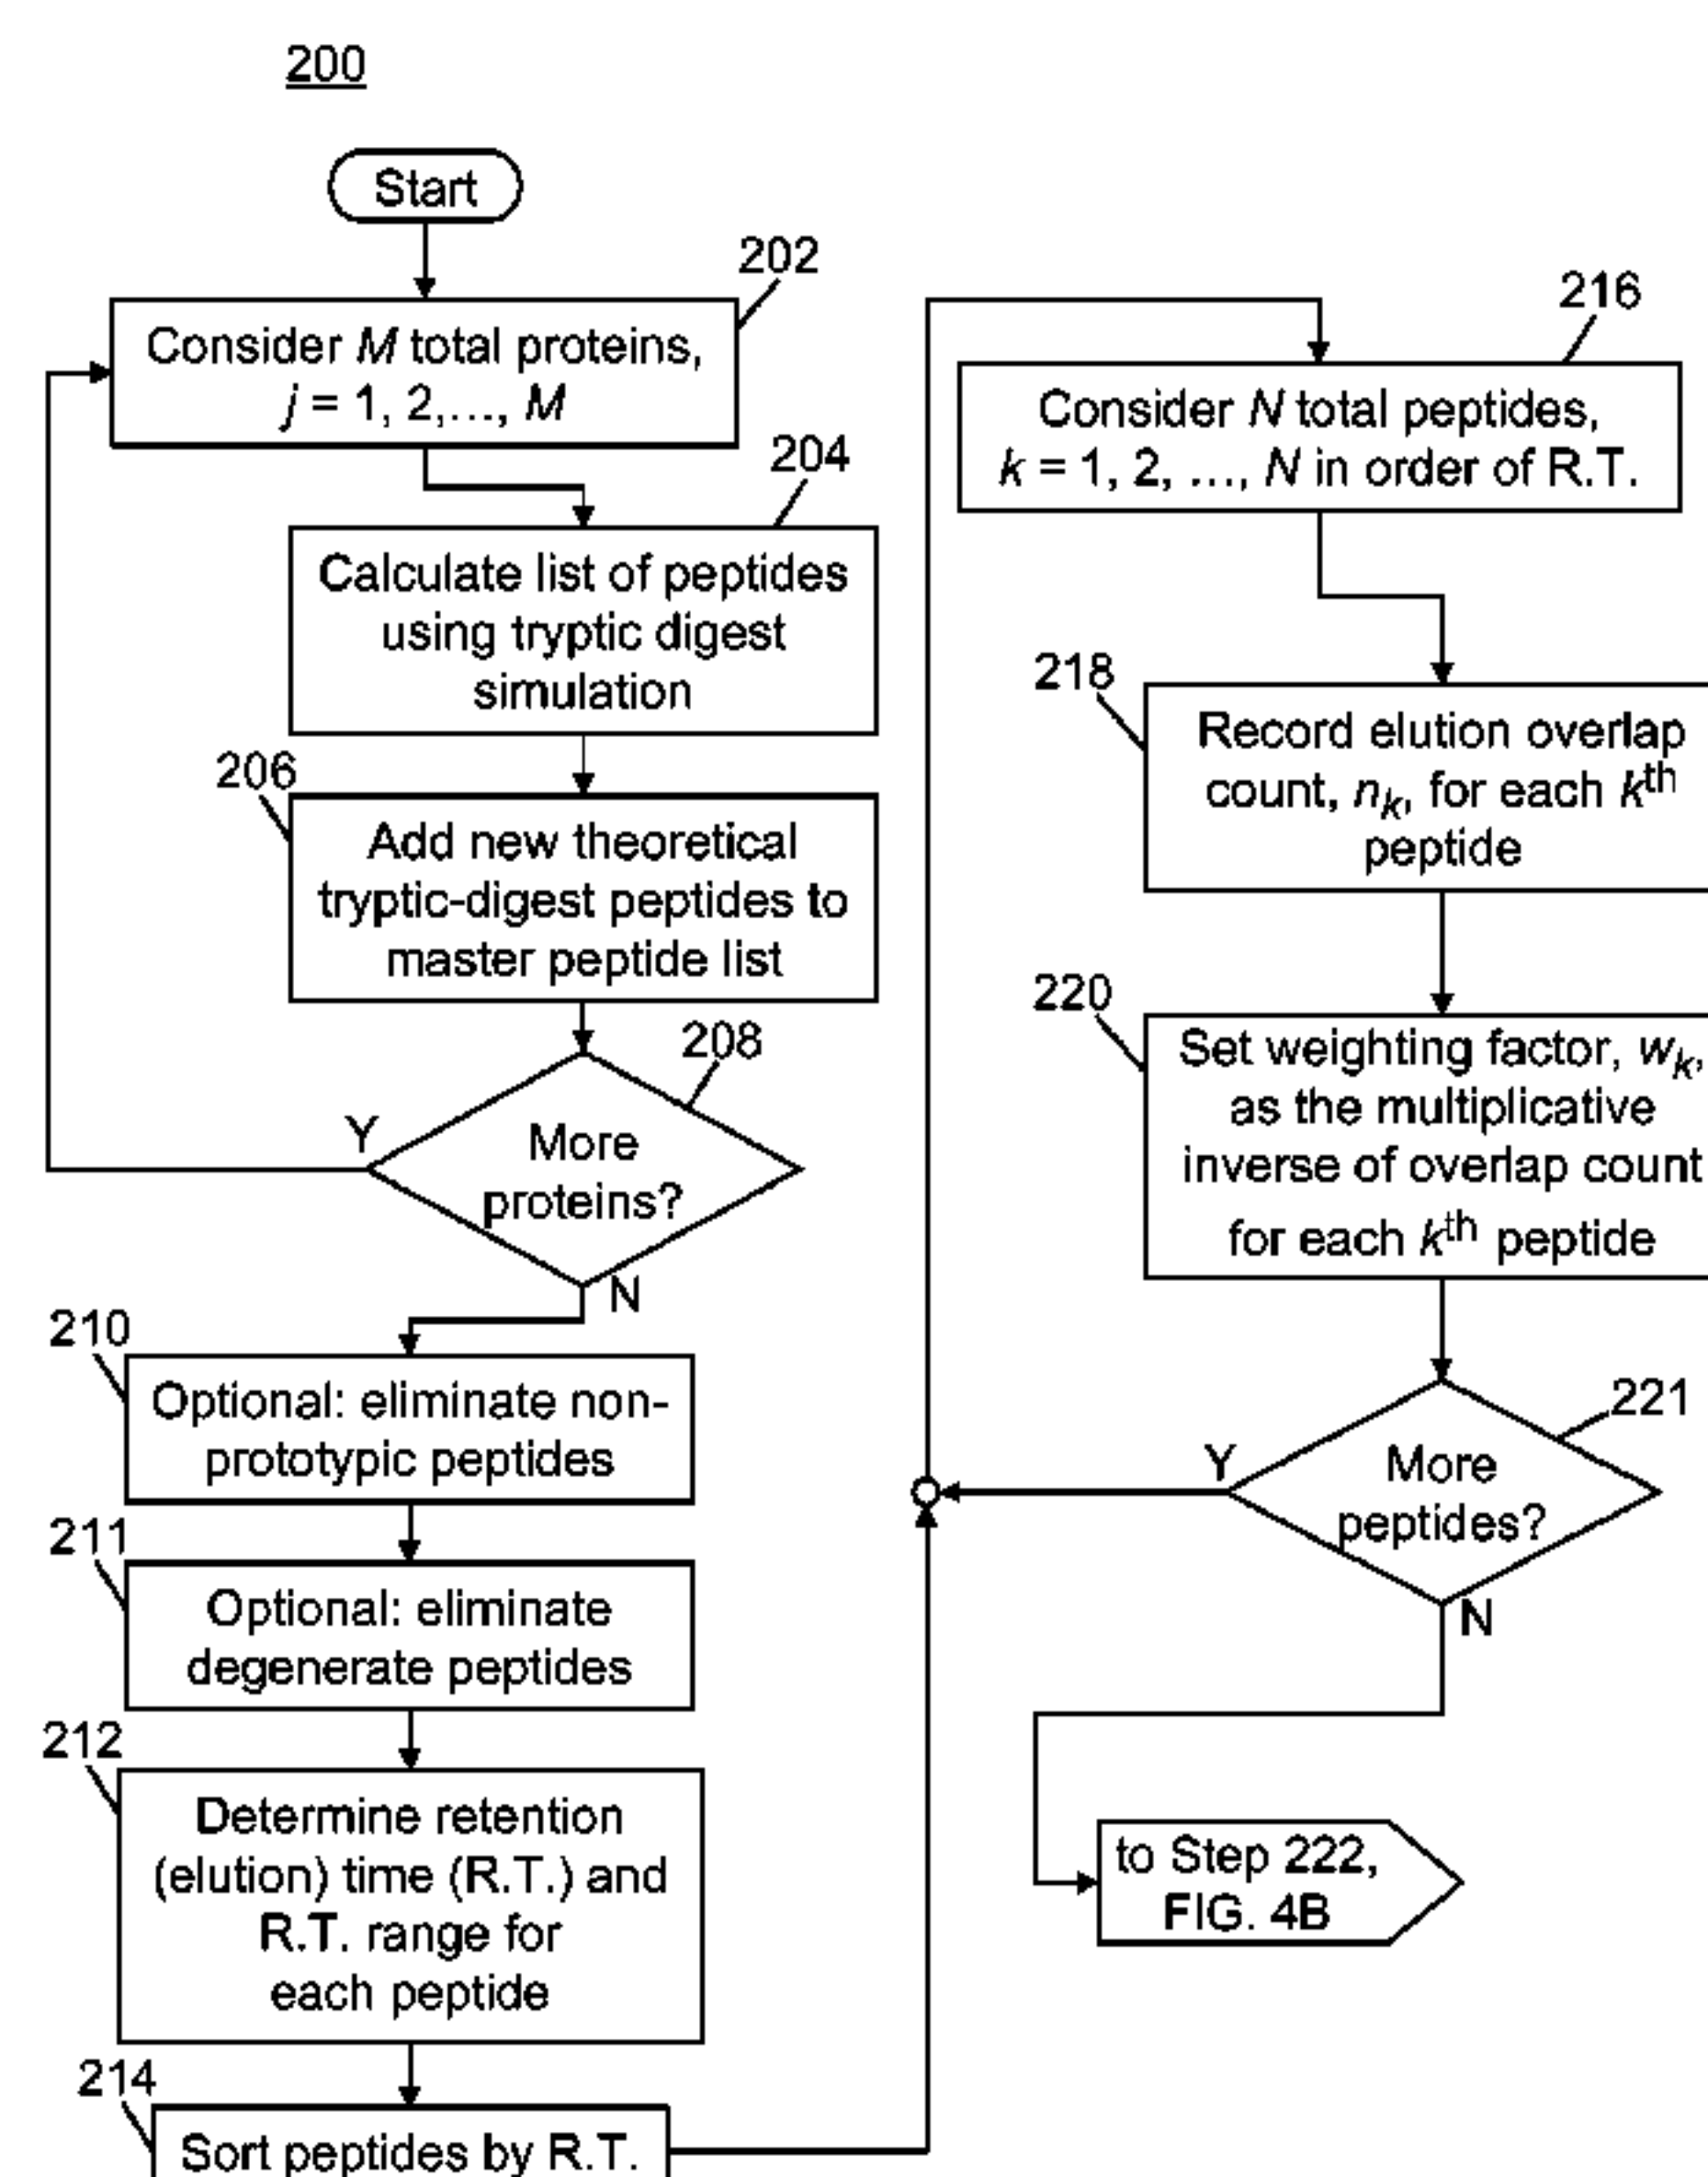 200
Start
202
Consider M total proteins,
j = 1, 2,..., M
204
Calculate list of peptides
using tryptic digest
simulation
206
Add new theoretical
tryptic-digest peptides to
master peptide list
208
Y
More
proteins?
N
210
Optional: eliminate non-
prototypic peptides
211
Optional: eliminate
degenerate peptides
212
Determine retention
(elution) time (R.T.) and
R.T. range for
each peptide
214
Sort peptides by R.T.
216
Consider N total peptides,
k = 1, 2, ..., N in order of R.T.
218
Record elution overlap
count, nk, for each kth
peptide
220
Set weighting factor, wk,
as the multiplicative
inverse of overlap count
for each kth peptide
221
Y
More
peptides?
N
to Step 222,
FIG. 4B